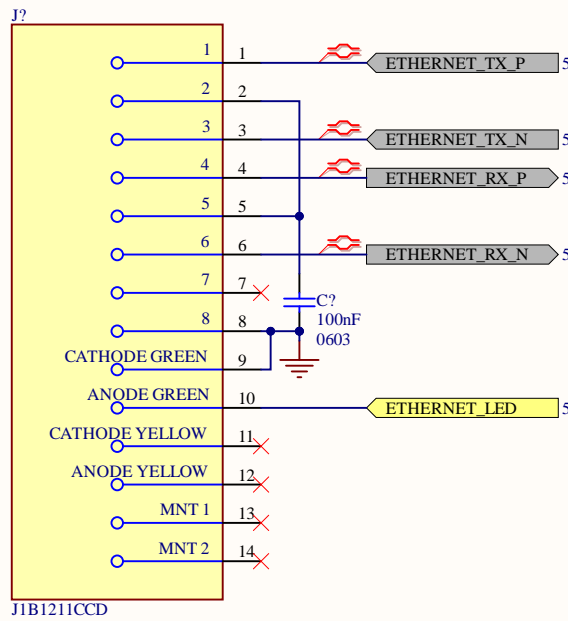 J?
1 1 ETHERNET_TX_P 5
2 2
3 3 ETHERNET_TX_N 5
4 4 ETHERNET_RX_P 5
5 5
6 6 ETHERNET_RX_N 5
7 7
C?
100nF
8 8
0603
CATHODE GREEN 9
ANODE GREEN 10 ETHERNET_LED 5
CATHODE YELLOW 11
ANODE YELLOW 12
MNT 1 13
MNT 2 14
J1B1211CCD